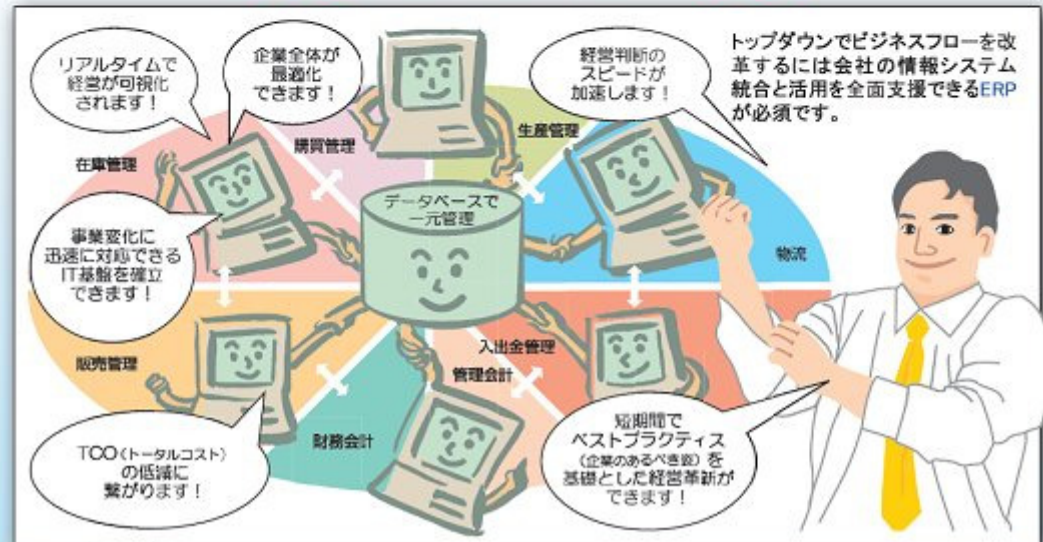 リアルタイムで
経営が可視化
されます！
企業全体が
最適化
できます！
経営判断の
スピードが
加速します！
トップダウンでビジネスフローを改
革するには会社の情報システム
統合と活用を全面支援できるERP
が必須です。
在庫管理
購買管理
生産管理
データベースで
一元管理
物流
事業変化に
迅速に対応できる
IT基盤を確立
できます！
販売管理
入出金管理
管理会計
財務会計
TCO（トータルコスト）
の低減に
繋がります！
短期間で
ベストプラクティス
（企業のあるべき姿）を
基礎とした経営革新が
できます！